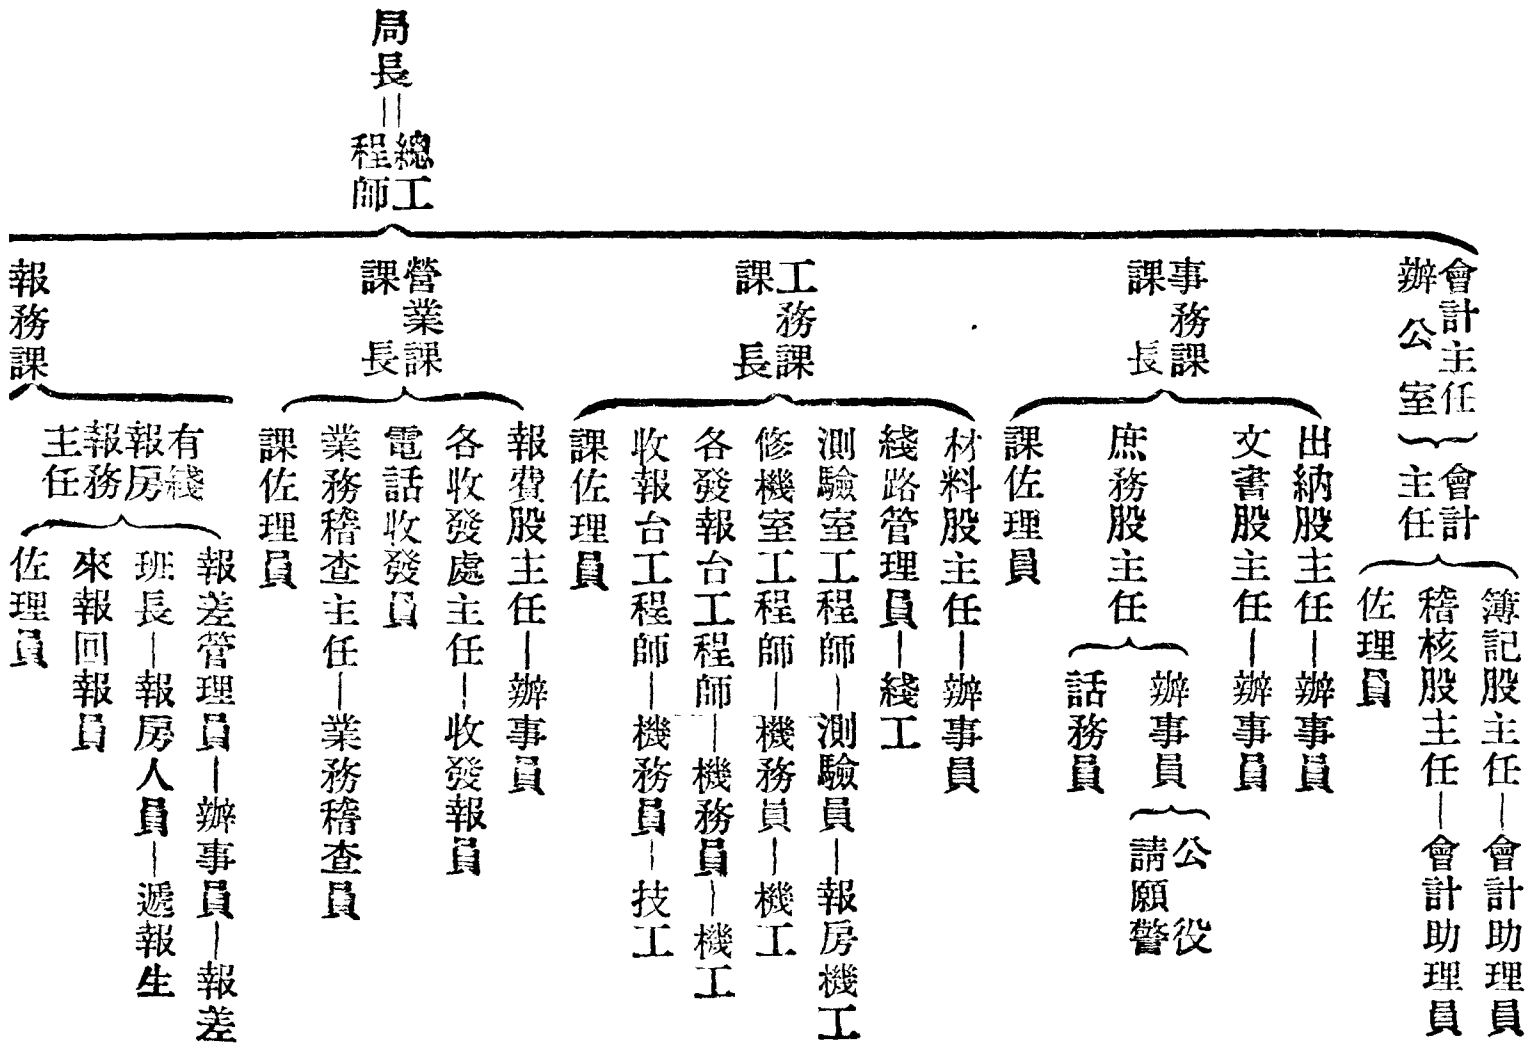 局長＝總工程師
會計主任辦公室
會計主任
簿記股主任—會計助理員
稽核股主任—會計助理員
佐理員
事務課課長
出納股主任—辦事員
文書股主任—辦事員
庶務股主任
辦事員
公役
請願警
話務員
課佐理員
工務課課長
材料股主任—辦事員
綫路管理員—綫工
測驗室工程師—測驗員—報房機工
修機室工程師—機務員—機工
各發報台工程師—機務員—機工
收報台工程師—機務員—技工
課佐理員
營業課課長
報費股主任—辦事員
各收發處主任—收發報員
電話收發員
業務稽查主任—業務稽查員
課佐理員
報務課
有綫報房報務主任
報差管理員—辦事員—報差
班長—報房人員—遞報生
來報回報員
佐理員